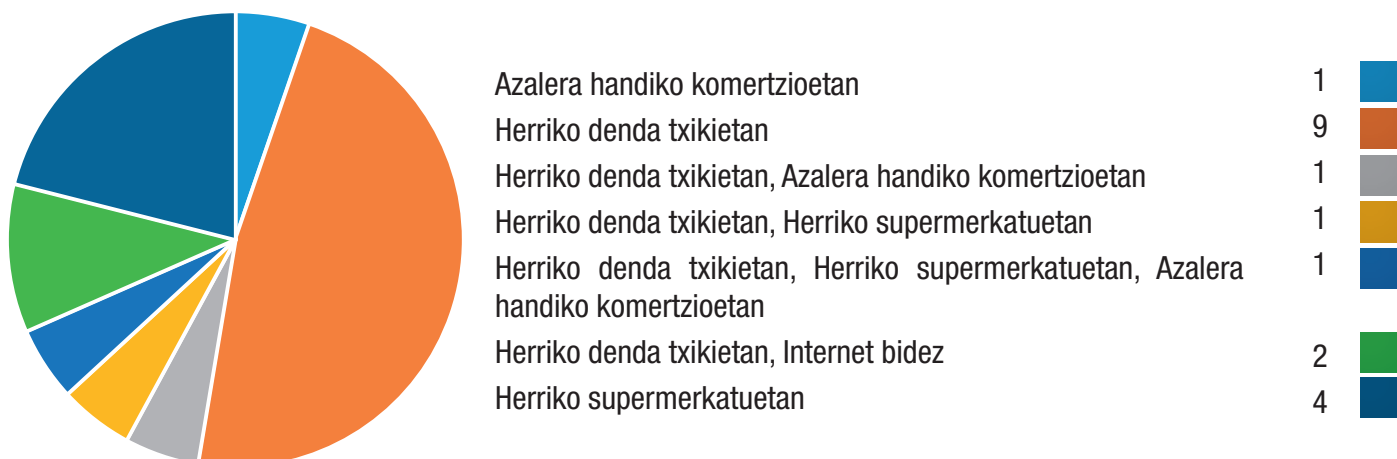 Azalera handiko komertzioetan 1
Herriko denda txikietan 9
Herriko denda txikietan, Azalera handiko komertzioetan 1
Herriko denda txikietan, Herriko supermerkatuetan 1
Herriko denda txikietan, Herriko supermerkatuetan, Azalera 1
handiko komertzioetan
Herriko denda txikietan, Internet bidez 2
Herriko supermerkatuetan 4